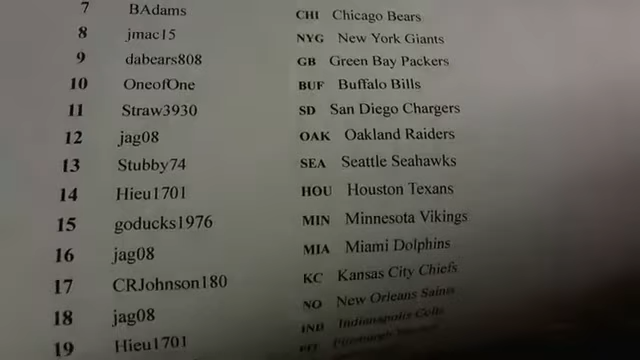 7 BAdams CHI Chicago Bears
8 jmac15 NYG New York Giants
9 dabears808 GB Green Bay Packers
10 OneofOne BUF Buffalo Bills
11 Straw3930 SD San Diego Chargers
12 jag08 OAK Oakland Raiders
13 Stubby74 SEA Seattle Seahawks
14 Hieu1701 HOU Houston Texans
15 goducks1976 MIN Minnesota Vikings
16 jag08 MIA Miami Dolphins
17 CRJohnson180 KC Kansas City Chiefs
18 jag08 NO New Orleans Saints
19 Hieu1701 IND Indianapolis Colts
Pittsburgh